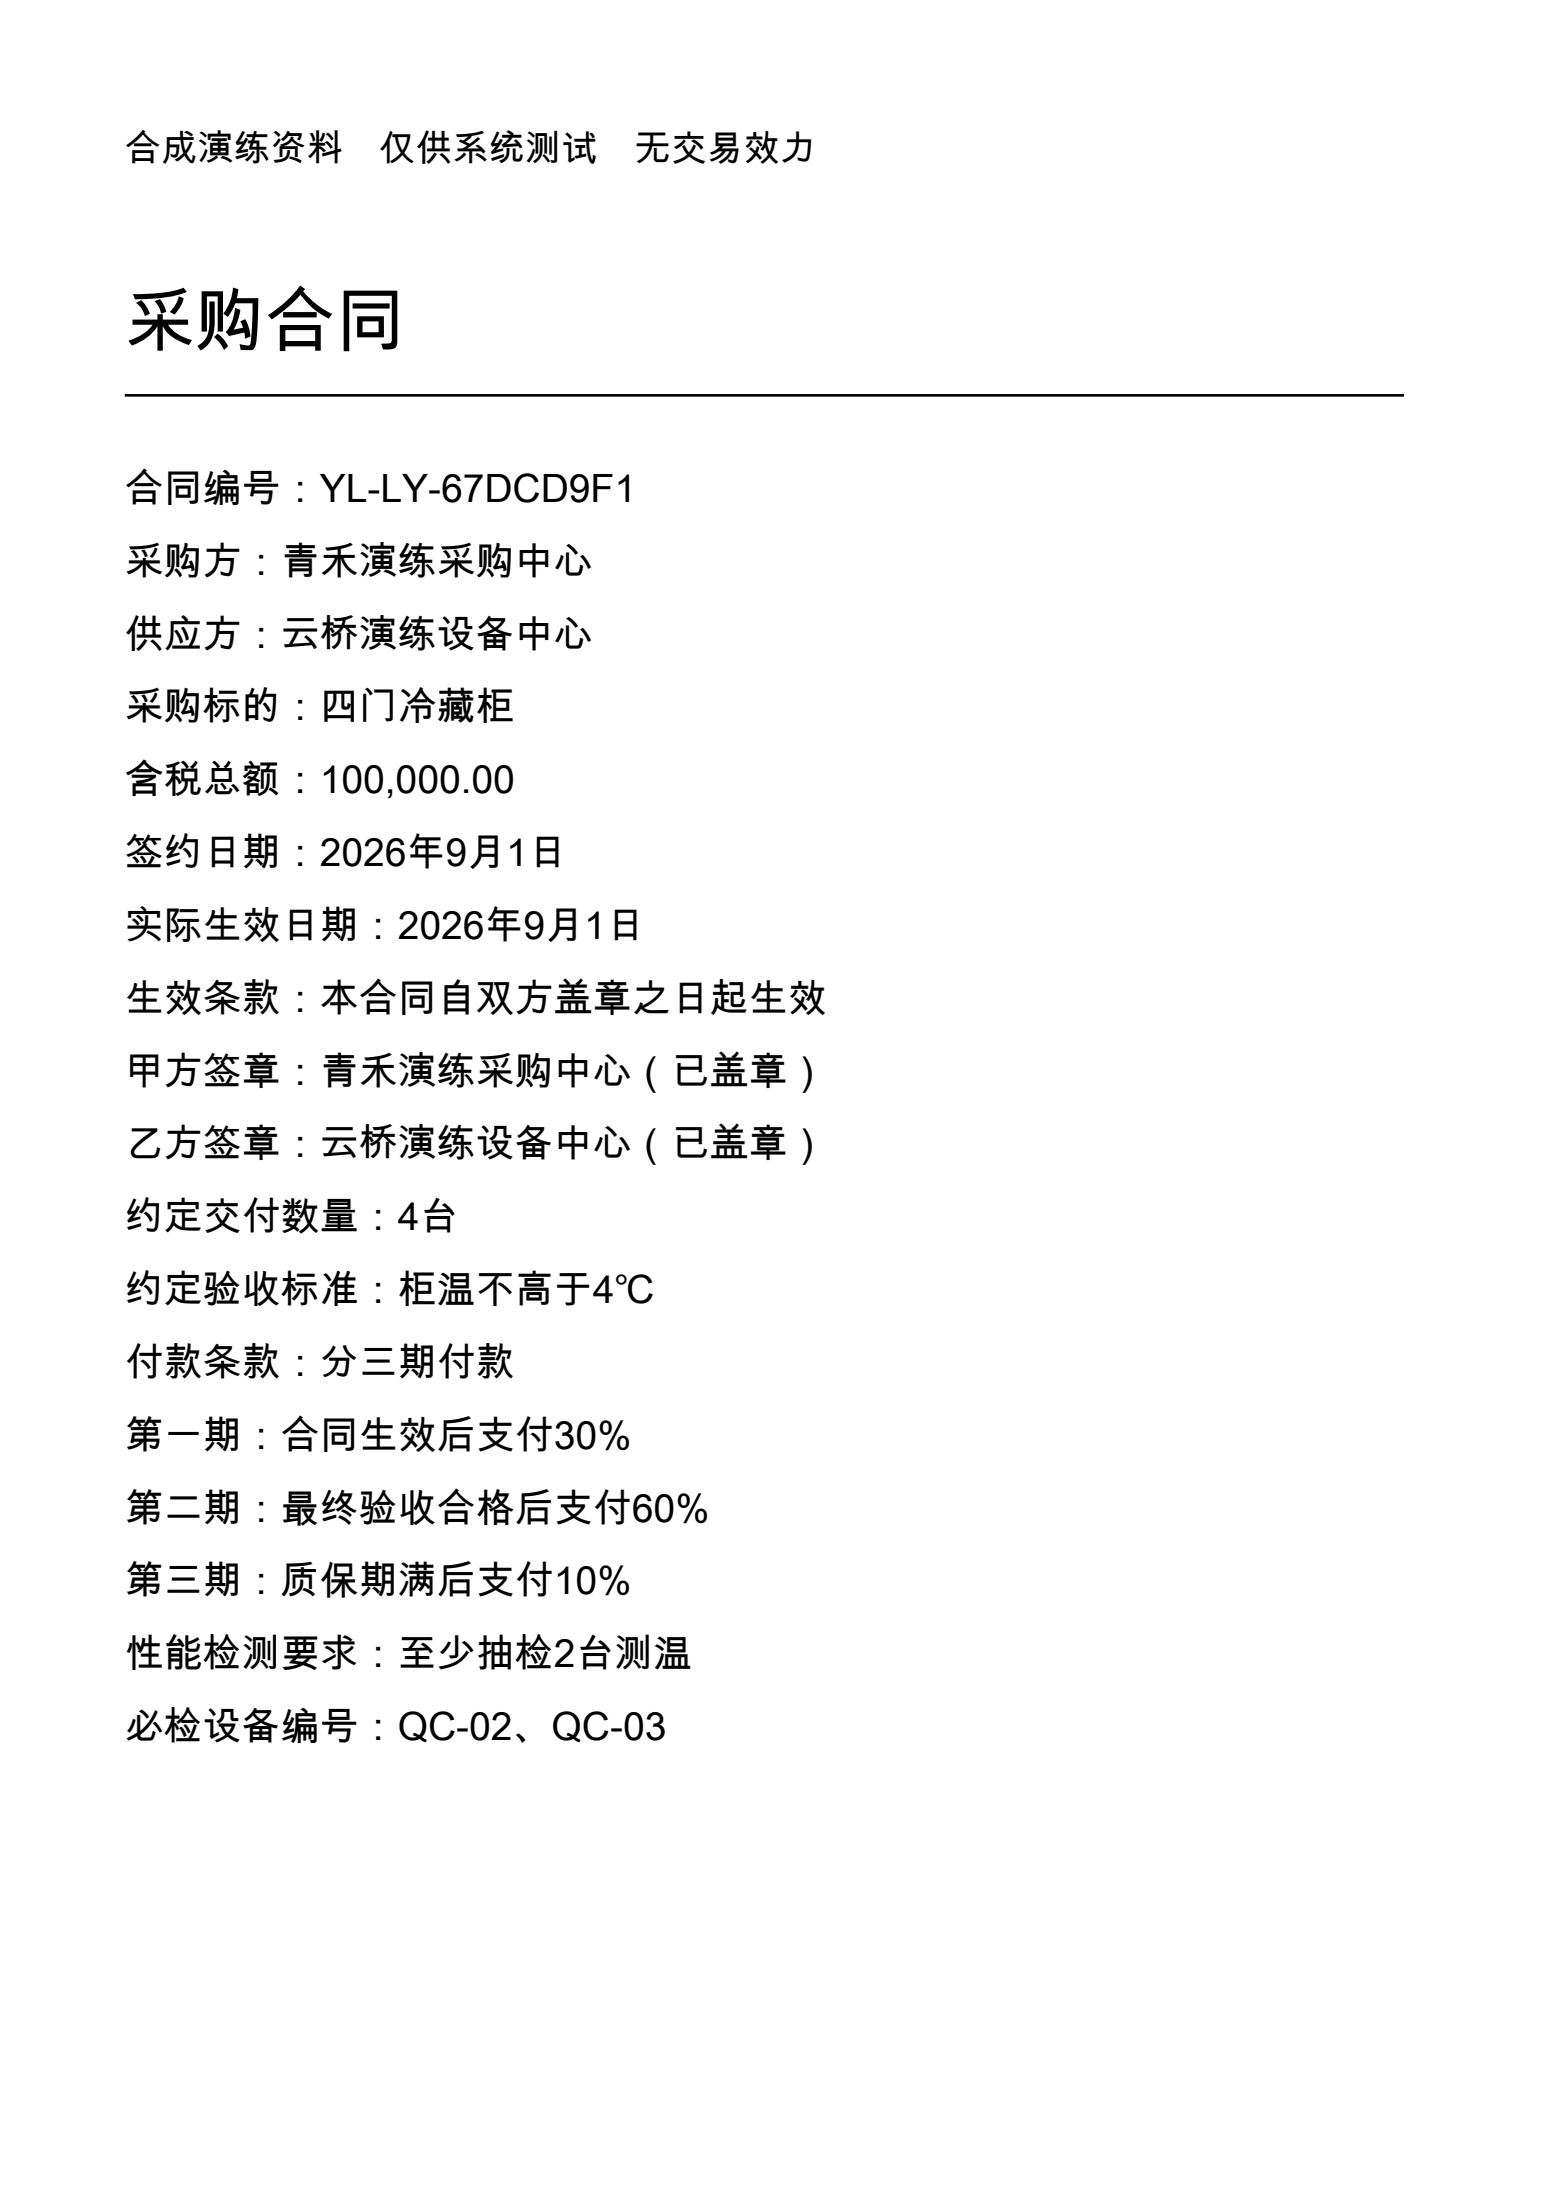 合成演练资料　仅供系统测试　无交易效力
采购合同
合同编号：YL-LY-67DCD9F1
采购方：青禾演练采购中心
供应方：云桥演练设备中心
采购标的：四门冷藏柜
含税总额：100,000.00
签约日期：2026年9月1日
实际生效日期：2026年9月1日
生效条款：本合同自双方盖章之日起生效
甲方签章：青禾演练采购中心（已盖章）
乙方签章：云桥演练设备中心（已盖章）
约定交付数量：4台
约定验收标准：柜温不高于4℃
付款条款：分三期付款
第一期：合同生效后支付30%
第二期：最终验收合格后支付60%
第三期：质保期满后支付10%
性能检测要求：至少抽检2台测温
必检设备编号：QC-02、QC-03